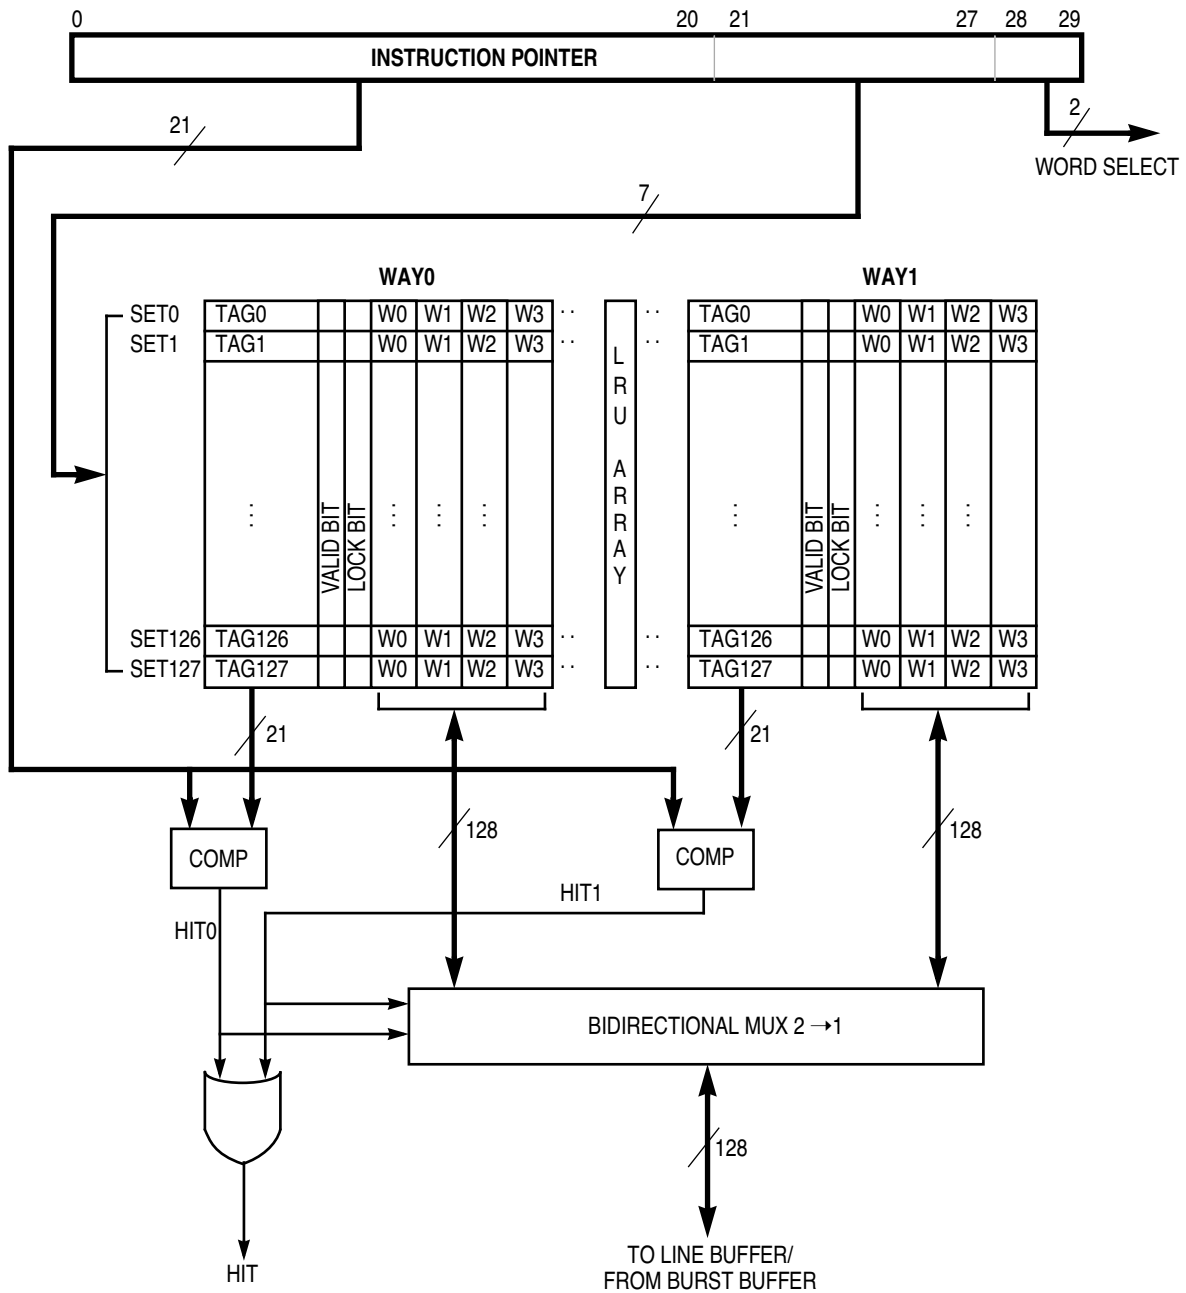 0 20 21 27 28 29
INSTRUCTION POINTER
21
2
WORD SELECT
7
WAY0 WAY1
SET0 TAG0 W0 W1 W2 W3 ·· ·· TAG0 W0 W1 W2 W3
SET1 TAG1 W0 W1 W2 W3 ·· ·· TAG1 W0 W1 W2 W3
LRU ARRAY
VALID BIT
LOCK BIT
VALID BIT
LOCK BIT
SET126 TAG126 W0 W1 W2 W3 ·· ·· TAG126 W0 W1 W2 W3
SET127 TAG127 W0 W1 W2 W3 ·· ·· TAG127 W0 W1 W2 W3
21 21
128 128
COMP COMP
HIT1
HIT0
BIDIRECTIONAL MUX 2 →1
128
TO LINE BUFFER/
FROM BURST BUFFER
HIT